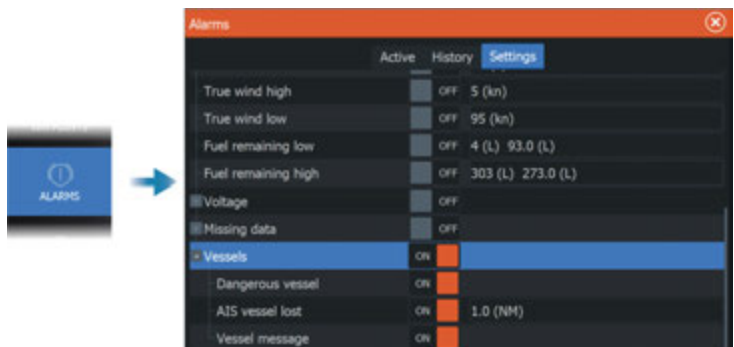 Alarms
Active History Settings
True wind high OFF 5 (kn)
True wind low OFF 95 (kn)
Fuel remaining low OFF 4 (L) 93.0 (L)
Fuel remaining high OFF 303 (L) 273.0 (L)
Voltage OFF
Missing data OFF
Vessels ON
Dangerous vessel ON
AIS vessel lost ON 1.0 (NM)
Vessel message ON
ALARMS